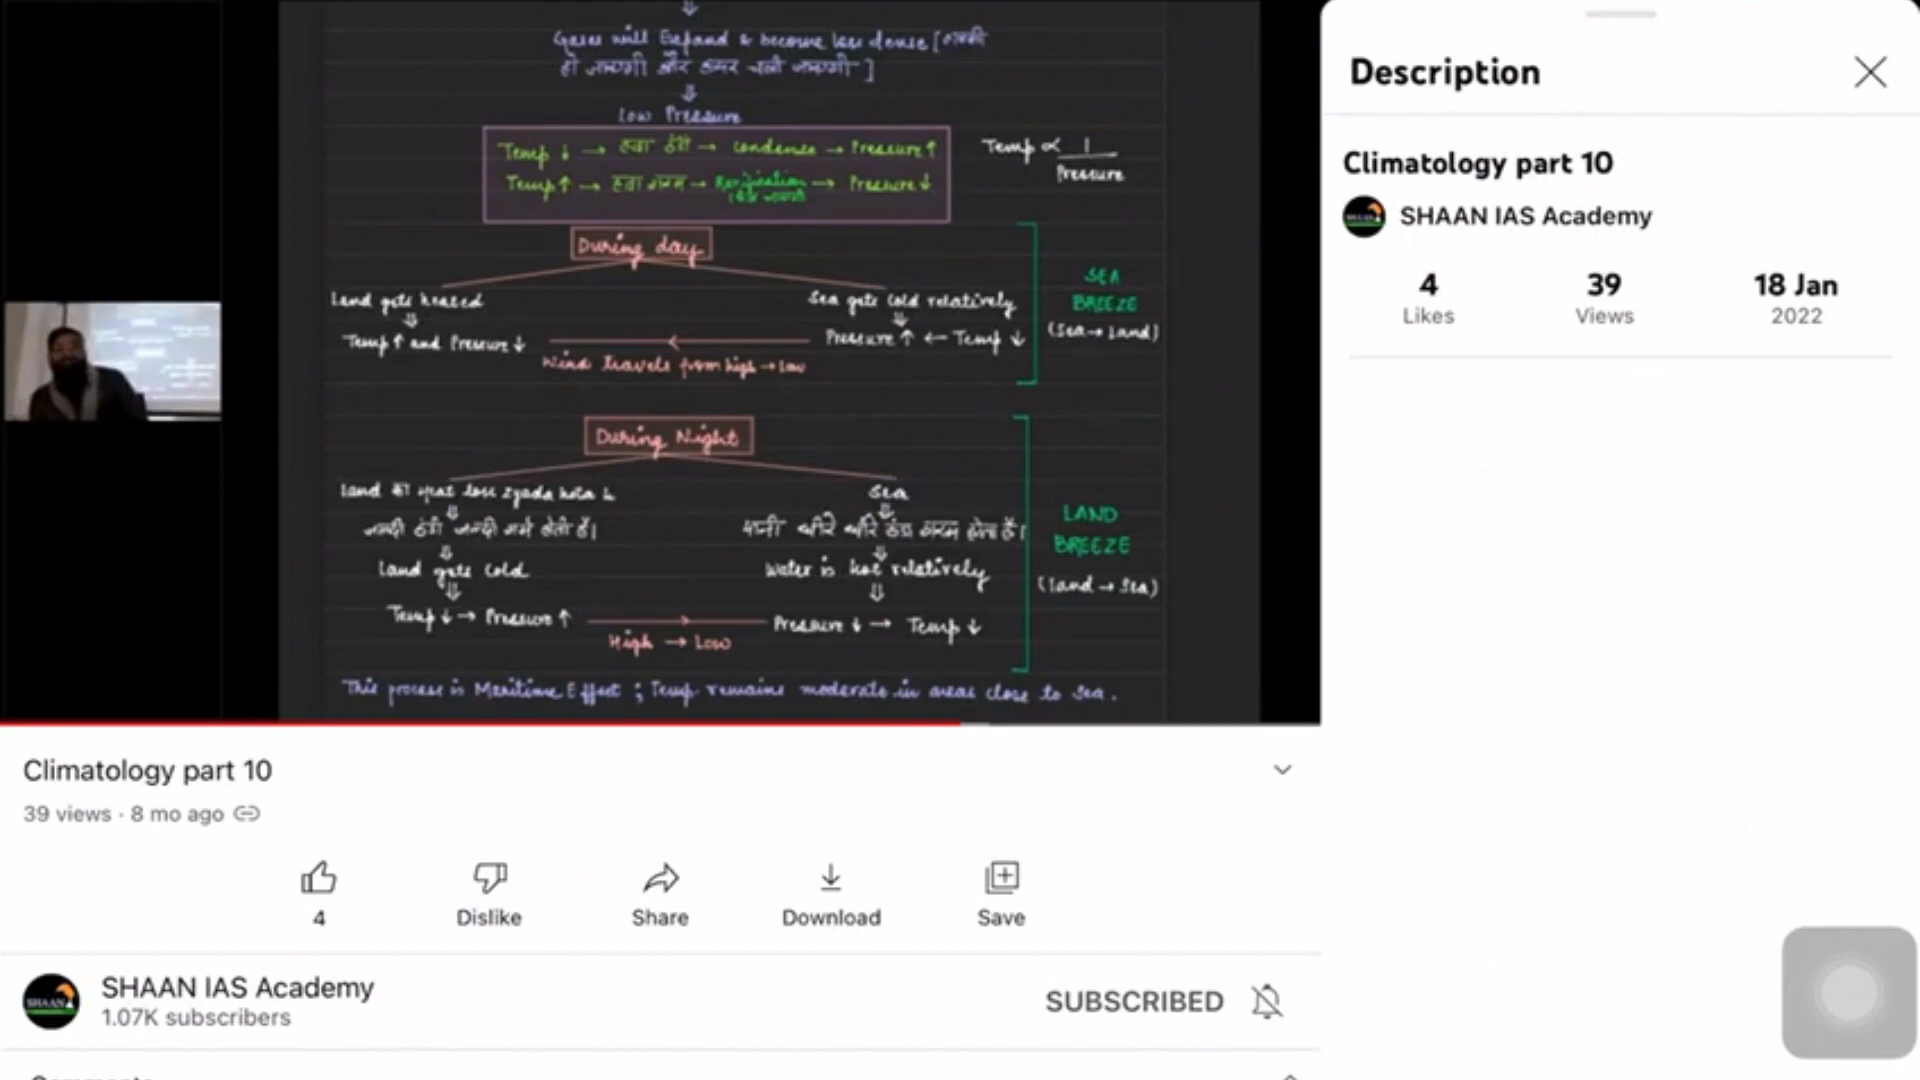 ⇓
Gases will Expand & become less dense [हल्की
हो जाएगी और ऊपर चली जाएगी ]
⇓
Low Pressure
Temp ↓ → हवा ठंडी → Condense → Pressure ↑
Temp ↑ → हवा गरम → Rarification → Pressure ↓
Temp ∝ 1
Pressure
During day
Land gets heated
⇓
Temp ↑ and Pressure ↓
Sea gets cold relatively
⇓
Pressure ↑ ← Temp ↓
Wind travels from high → low
SEA
BREEZE
(Sea → Land)
During Night
Land का heat loss zyada hota h
⇓
जल्दी ठंडी जल्दी गर्म होती हैं।
⇓
Land gets cold
⇓
Temp ↓ → Pressure ↑
Sea
⇓
पानी धीरे धीरे ठंडा गरम होता हैं।
⇓
Water is hot relatively
⇓
Pressure ↓ → Temp ↓
High → Low
LAND
BREEZE
(Land → Sea)
This process is Maritime Effect ; Temp. remains moderate in areas close to sea.
Climatology part 10
39 views · 8 mo ago
4
Dislike
Share
Download
Save
SHAAN
SHAAN IAS Academy
1.07K subscribers
SUBSCRIBED
Description
Climatology part 10
SHAAN IAS Academy
4
Likes
39
Views
18 Jan
2022